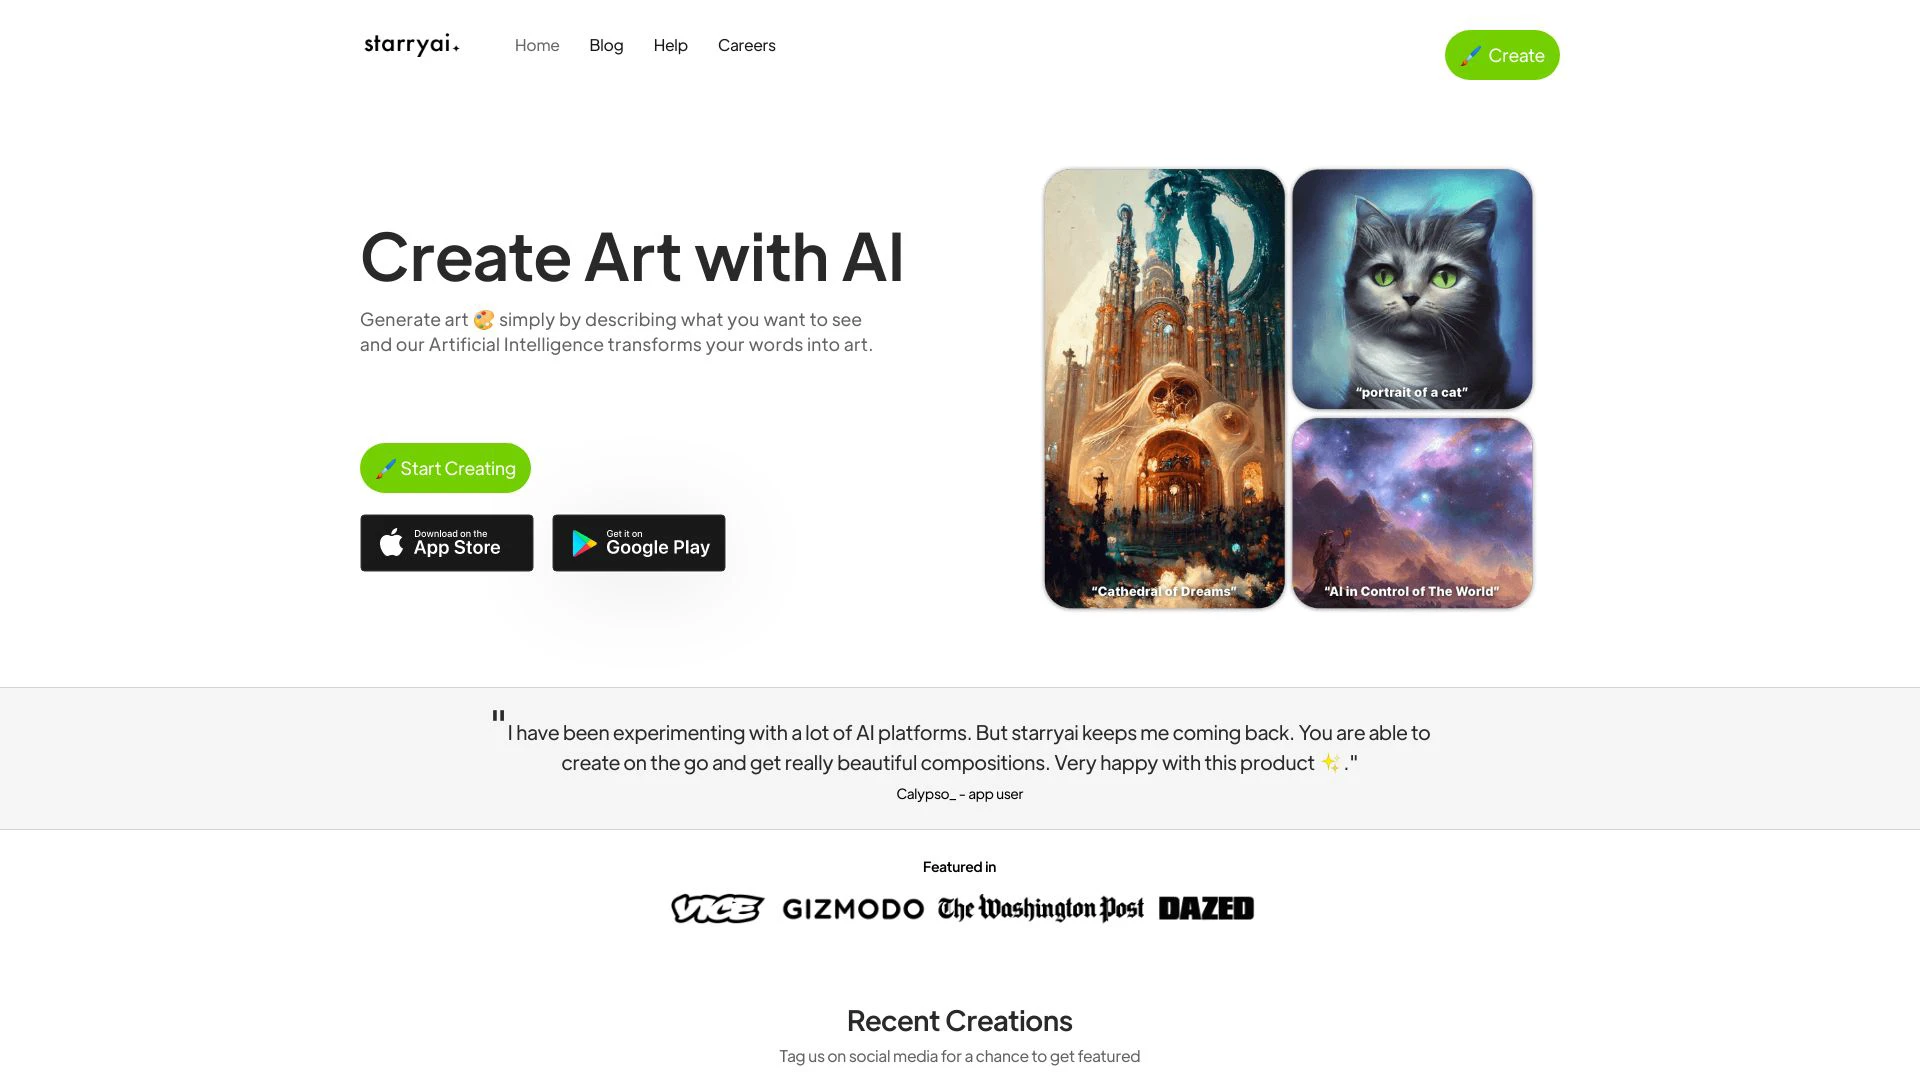 starryai
Home
Blog
Help
Careers
Create
Create Art with AI
Generate art 🎨 simply by describing what you want to see
and our Artificial Intelligence transforms your words into art.
Start Creating
Download on the
App Store
Get it on
Google Play
“Cathedral of Dreams”
“portrait of a cat”
“AI in Control of The World”
"I have been experimenting with a lot of AI platforms. But starryai keeps me coming back. You are able to
create on the go and get really beautiful compositions. Very happy with this product ✨."
Calypso_ - app user
Featured in
VICE
GIZMODO
The Washington Post
DAZED
Recent Creations
Tag us on social media for a chance to get featured